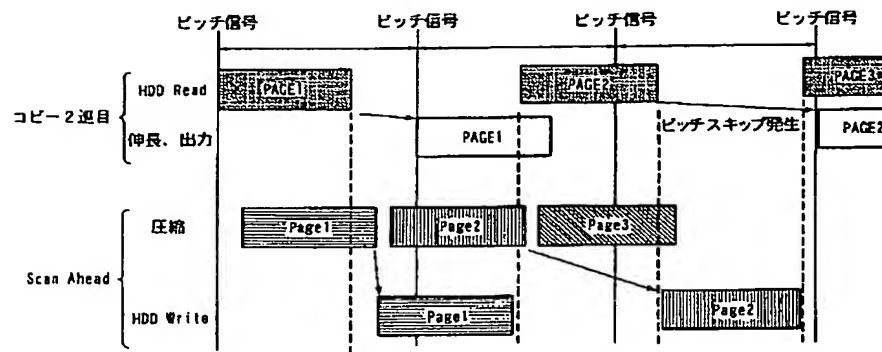 ピッチ信号 ピッチ信号 ピッチ信号 ピッチ信号
HDD Read PAGE1 PAGE2 PAGE3
コピー2巡目
伸長、出力 PAGE1 ピッチスキップ発生 PAGE2
圧縮 Page1 Page2 Page3
Scan Ahead
HDD Write Page1 Page2